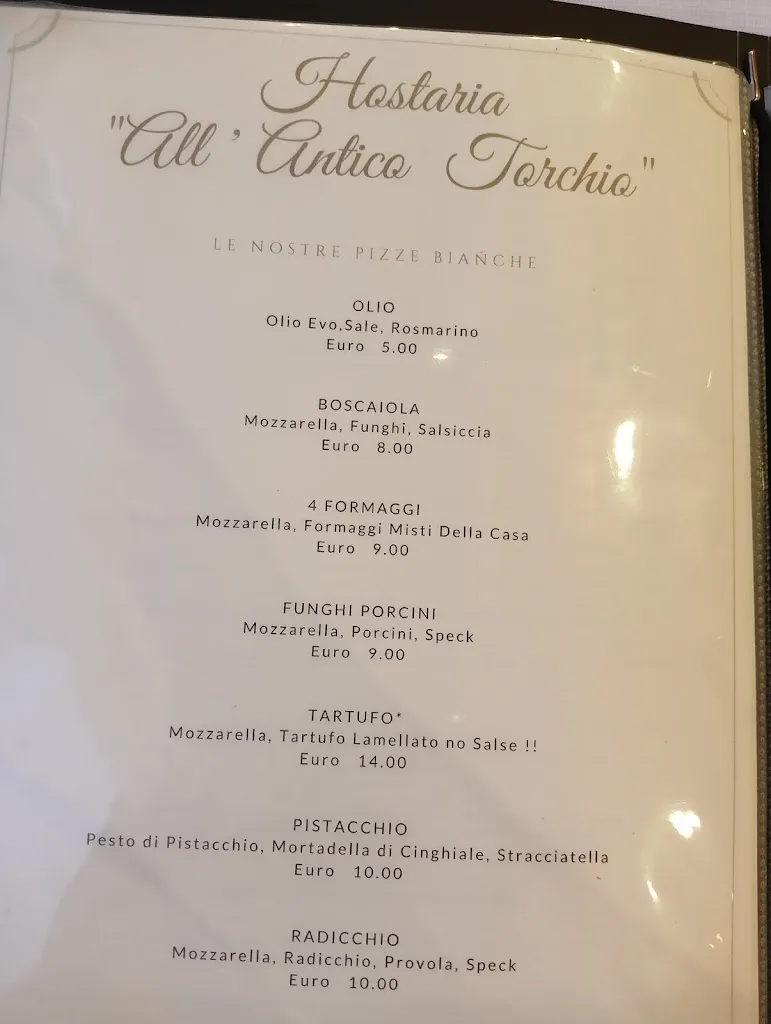 Hostaria
"All'Antico Torchio"
LE NOSTRE PIZZE BIAÑCHE
OLIO
Olio Evo,Sale, Rosmarino
Euro 5.00
BOSCAIOLA
Mozzarella, Funghi, Salsiccia
Euro 8.00
4 FORMAGGI
Mozzarella, Formaggi Misti Della Casa
Euro 9.00
FUNGHI PORCINI
Mozzarella, Porcini, Speck
Euro 9.00
TARTUFO*
Mozzarella, Tartufo Lamellato no Salse !!
Euro 14.00
PISTACCHIO
Pesto di Pistacchio, Mortadella di Cinghiale, Stracciatella
Euro 10.00
RADICCHIO
Mozzarella, Radicchio, Provola, Speck
Euro 10.00